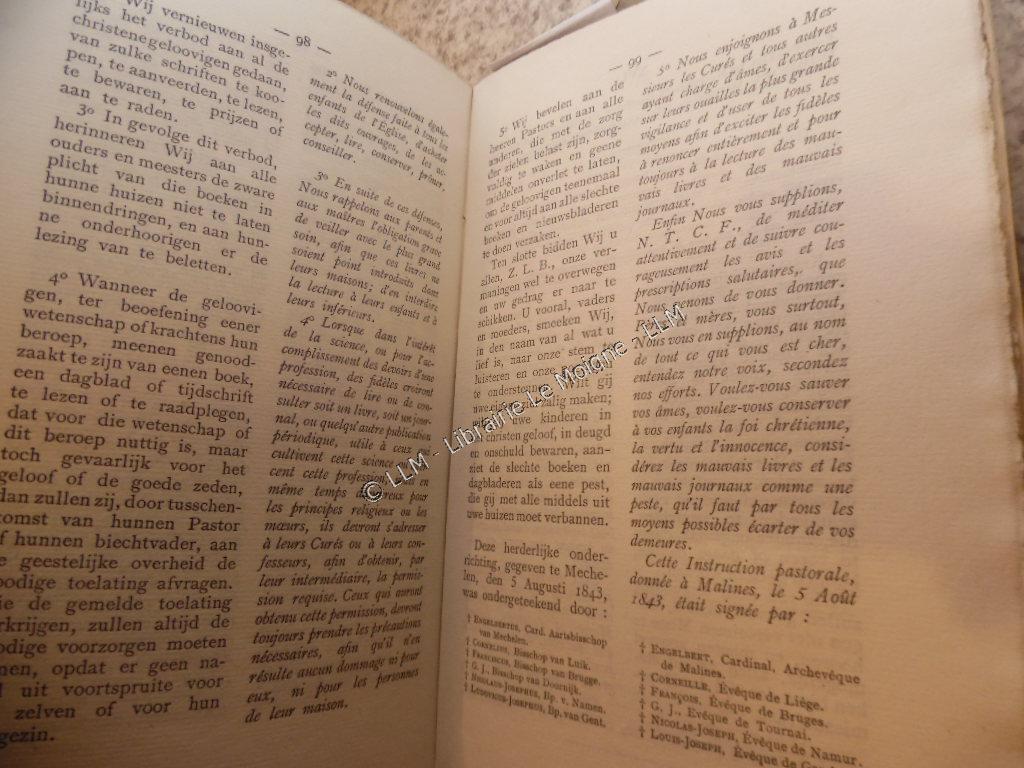 — 98 —
Wij vernieuwen insge-
lijks het verbod aan al de
christene geloovigen gedaan,
van zulke schriften te koo-
pen, te aanveerden, te lezen,
te bewaren, te prijzen of
aan te raden.
3º In gevolge dit verbod,
herinneren Wij aan alle
ouders en meesters de zware
plicht van die boeken in
hunne huizen niet te laten
binnendringen, en aan hun-
ne onderhoorigen er de
lezing van te beletten.
4º Wanneer de geloovi-
gen, ter beoefening eener
wetenschap of krachtens hun
beroep, meenen genood-
zaakt te zijn van eenen boek,
een dagblad of tijdschrift
te lezen of te raadplegen,
dat voor die wetenschap of
dit beroep nuttig is, maar
toch gevaarlijk voor het
geloof of de goede zeden,
dan zullen zij, door tusschen-
komst van hunnen Pastor
of hunnen biechtvader, aan
geestelijke overheid de
oodige toelating afvragen.
de gemelde toelating
krijgen, zullen altijd de
odige voorzorgen moeten
nen, opdat er geen na-
uit voortspruite voor
zelven of voor hun
gezin.
2º Nous renouvelons égale-
ment la défense faite à tous les
enfants de l'Église, d'acheter
les dits ouvrages, de les ac-
cepter, lire, conserver, prôner,
conseiller.
3º En suite de ces défenses,
Nous rappelons aux parents et
aux maîtres l'obligation grave
de veiller avec le plus grand
soin, afin que ces livres ne
soient point introduits dans
leurs maisons; d'en interdire
la lecture à leurs enfants et à
leurs inférieurs.
4º Lorsque dans l'intérêt
de la science, ou pour l'ac-
complissement des devoirs d'une
profession, des fidèles croiront
nécessaire de lire ou de con-
sulter soit un livre, soit un jour-
nal, ou quelqu'autre publication
périodique, utile à ceux qui
cultivent cette science
cent cette profession,
même temps dangereux pour
les principes religieux ou les
mœurs, ils devront s'adresser
à leurs Curés ou à leurs con-
fesseurs, afin d'obtenir, par
leur intermédiaire, la permis-
sion requise. Ceux qui auront
obtenu cette permission, devront
toujours prendre les précautions
nécessaires, afin qu'il n'en
résulte aucun dommage ni pour
eux, ni pour les personnes
de leur maison.
— 99 —
5º Wij bevelen aan de
heeren Pastors en aan alle
anderen, die met de zorg
der zielen belast zijn, zorg-
vuldig te waken en geene
middelen onverlet te laten,
om de geloovigen teenemaal
en voor altijd aan alle slechte
boeken en nieuwsbladeren
te doen verzaken.
Ten slotte bidden Wij u
allen, Z. L. B., onze ver-
maningen wel te overwegen
en uw gedrag er naar te
schikken. U vooral, vaders
en moeders, smeeken Wij,
in den naam van al wat u
lief is, naar onze stem te
luisteren en onze
te ondersteunen. Wilt gij
uwe zielen zalig maken;
wilt uwe kinderen in
christen geloof, in deugd
en onschuld bewaren, aan-
ziet de slechte boeken en
dagbladeren als eene pest,
die gij met alle middels uit
uwe huizen moet verbannen.
Deze herderlijke onder-
richting, gegeven te Meche-
len, den 5 Augusti 1843,
was ondergeteekend door :
† Engelbertus, Card. Aartsbisschop
van Mechelen.
† Cornelius, Bisschop van Luik.
† Franciscus, Bisschop van Brugge.
† G. J., Bisschop van Doornijk.
† Nicolaus-Josephus, Bp. v. Namen.
† Ludovicus-Josephus, Bp. van Gent.
5º Nous enjoignons à Mes-
sieurs les Curés et tous autres
ayant charge d'âmes, d'exercer
sur leurs ouailles la plus grande
vigilance et d'user de tous les
moyens afin d'exciter les fidèles
à renoncer entièrement et pour
toujours à la lecture des mau-
vais livres et des mauvais
journaux.
Enfin Nous vous supplions,
N. T. C. F., de méditer
attentivement et de suivre cou-
rageusement les avis et les
prescriptions salutaires, que
Nous venons de vous donner.
mères, vous surtout,
Nous vous en supplions, au nom
de tout ce qui vous est cher,
entendez notre voix, secondez
nos efforts. Voulez-vous sauver
vos âmes, voulez-vous conserver
à vos enfants la foi chrétienne,
la vertu et l'innocence, consi-
dérez les mauvais livres et les
mauvais journaux comme une
peste, qu'il faut par tous les
moyens possibles écarter de vos
demeures.
Cette Instruction pastorale,
donnée à Malines, le 5 Août
1843, était signée par :
† Engelbert, Cardinal, Archevêque
de Malines.
† Corneille, Évêque de Liége.
† François, Évêque de Bruges.
† G. J., Évêque de Tournai.
† Nicolas-Joseph, Évêque de Namur.
† Louis-Joseph, Évêque de
© LLM - Librairie Le Moigne - LLM